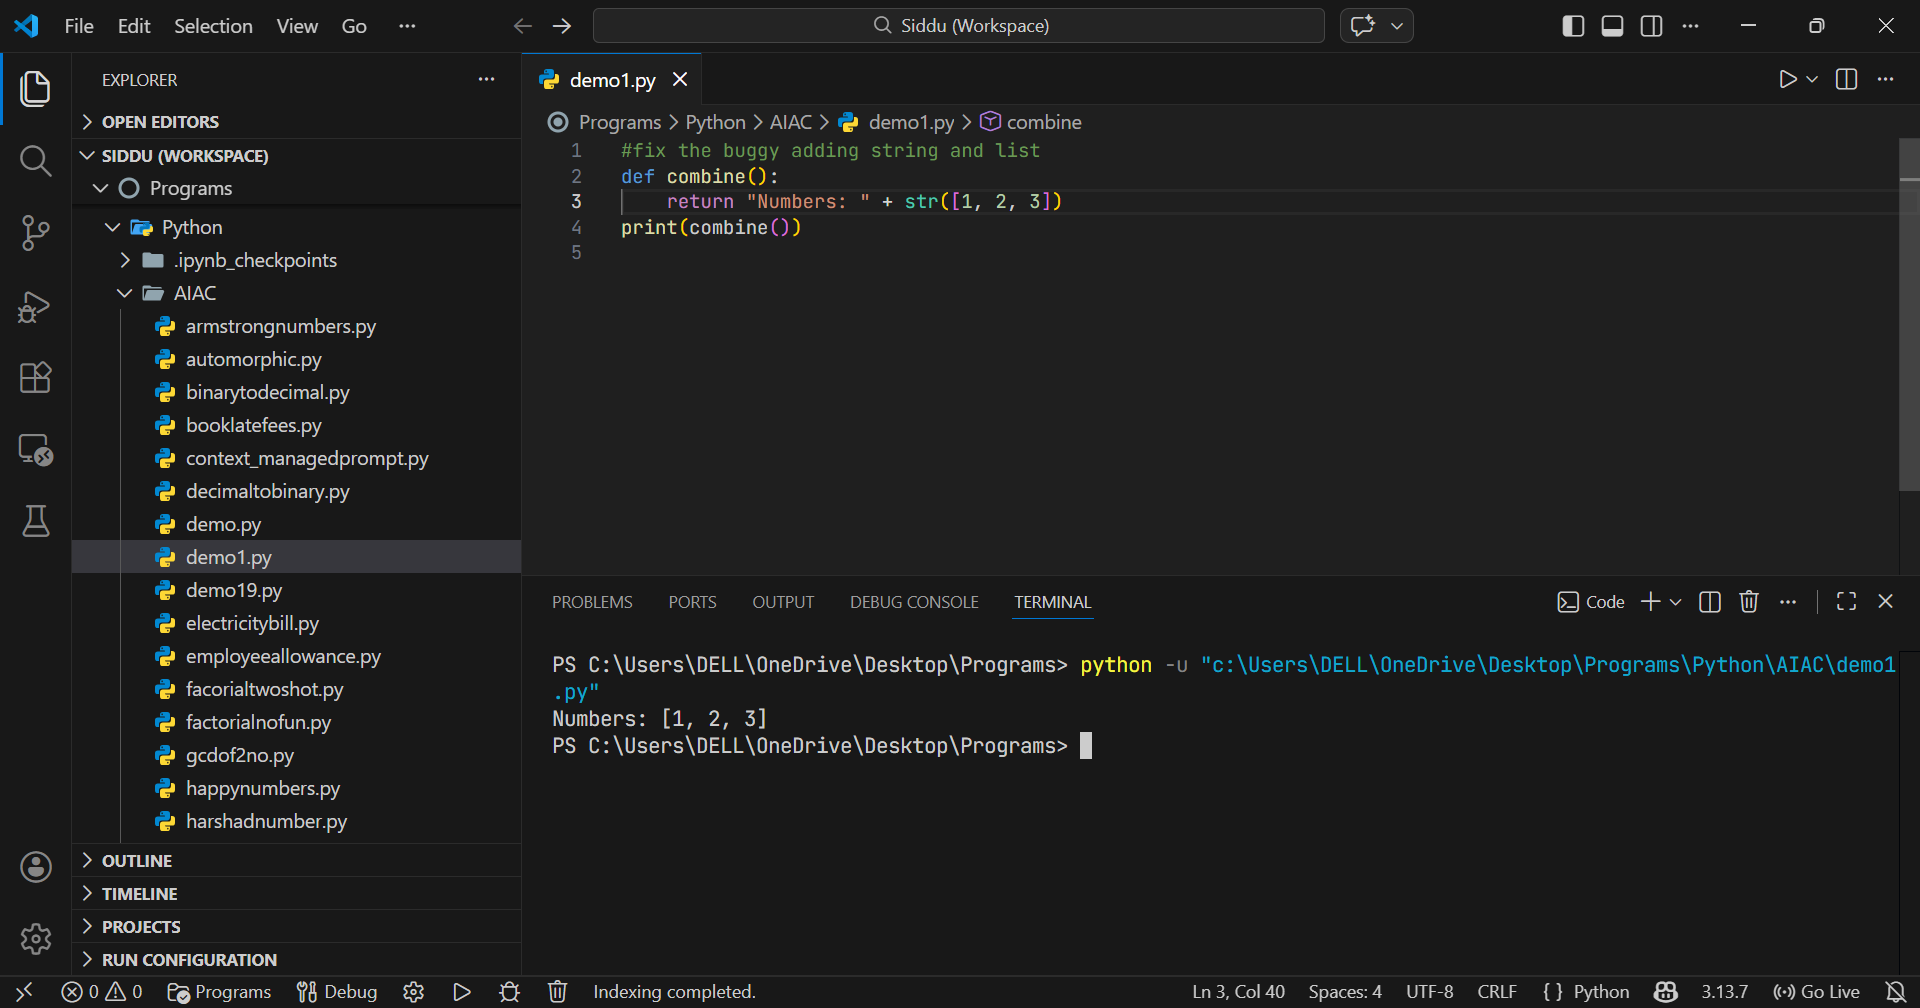 File Edit Selection View Go ···
Siddu (Workspace)
EXPLORER
OPEN EDITORS
SIDDU (WORKSPACE)
Programs
Python
.ipynb_checkpoints
AIAC
armstrongnumbers.py
automorphic.py
binarytodecimal.py
booklatefees.py
context_managedprompt.py
decimaltobinary.py
demo.py
demo1.py
demo19.py
electricitybill.py
employeeallowance.py
facorialtwoshot.py
factorialnofun.py
gcdof2no.py
happynumbers.py
harshadnumber.py
OUTLINE
TIMELINE
PROJECTS
RUN CONFIGURATION
demo1.py
Programs > Python > AIAC > demo1.py > combine
1 #fix the buggy adding string and list
2 def combine():
3     return "Numbers: " + str([1, 2, 3])
4 print(combine())
5
PROBLEMS PORTS OUTPUT DEBUG CONSOLE TERMINAL
Code
PS C:\Users\DELL\OneDrive\Desktop\Programs> python -u "c:\Users\DELL\OneDrive\Desktop\Programs\Python\AIAC\demo1
.py"
Numbers: [1, 2, 3]
PS C:\Users\DELL\OneDrive\Desktop\Programs>
0 0 Programs Debug Indexing completed. Ln 3, Col 40 Spaces: 4 UTF-8 CRLF { } Python 3.13.7 Go Live